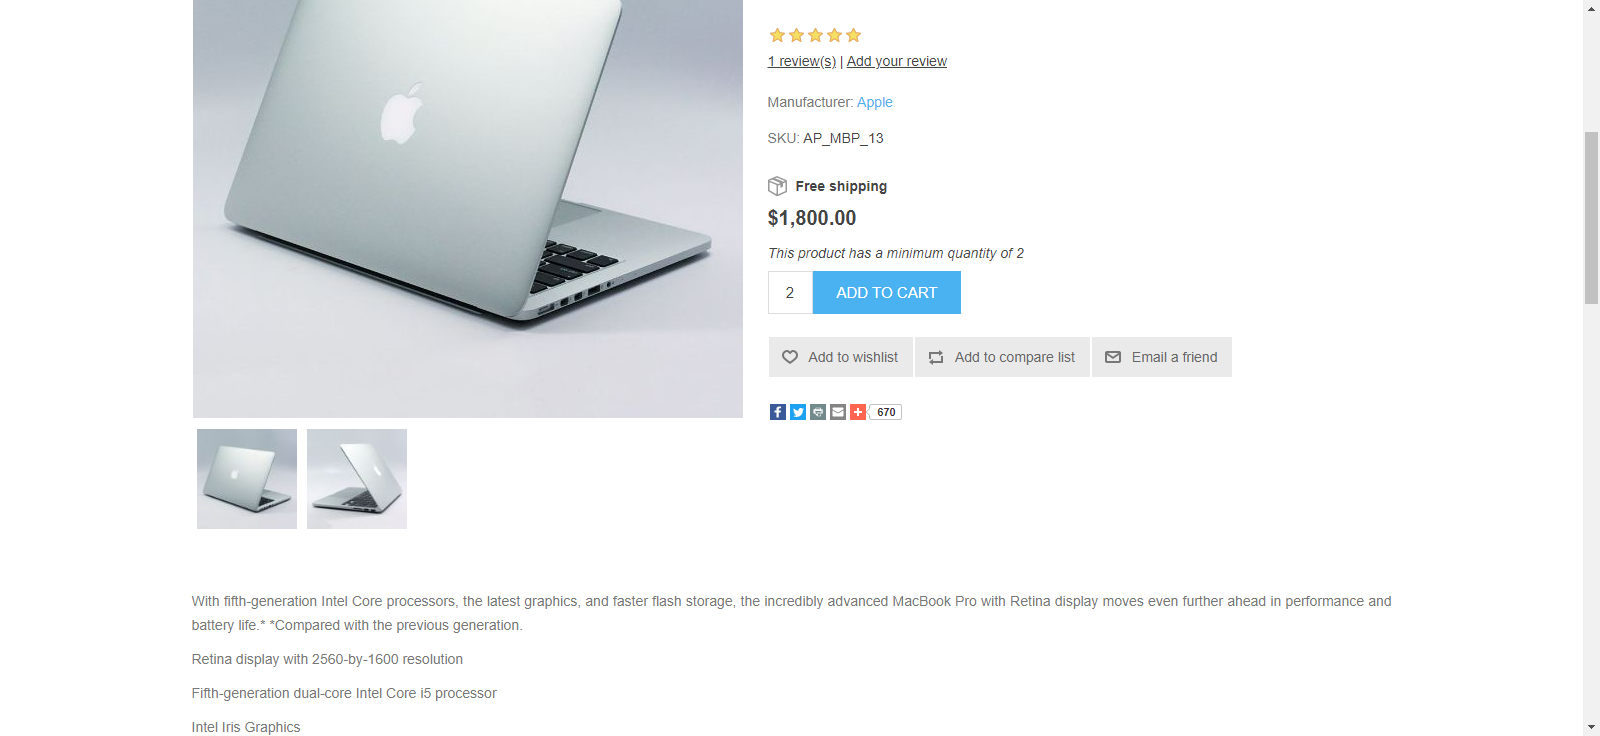 1 review(s) | Add your review
Manufacturer: Apple
SKU: AP_MBP_13
Free shipping
$1,800.00
This product has a minimum quantity of 2
2 ADD TO CART
Add to wishlist Add to compare list Email a friend
670
With fifth-generation Intel Core processors, the latest graphics, and faster flash storage, the incredibly advanced MacBook Pro with Retina display moves even further ahead in performance and
battery life.* *Compared with the previous generation.
Retina display with 2560-by-1600 resolution
Fifth-generation dual-core Intel Core i5 processor
Intel Iris Graphics